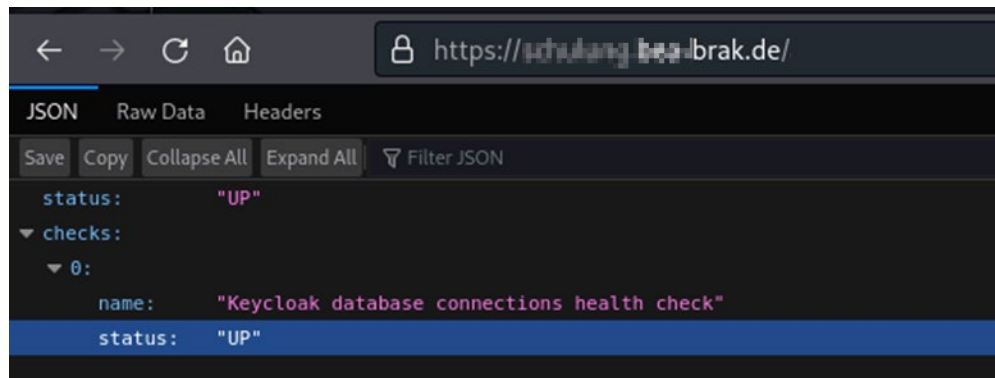 https:// brak.de/
JSON Raw Data Headers
Save Copy Collapse All Expand All Filter JSON
status: "UP"
checks:
0:
name: "Keycloak database connections health check"
status: "UP"